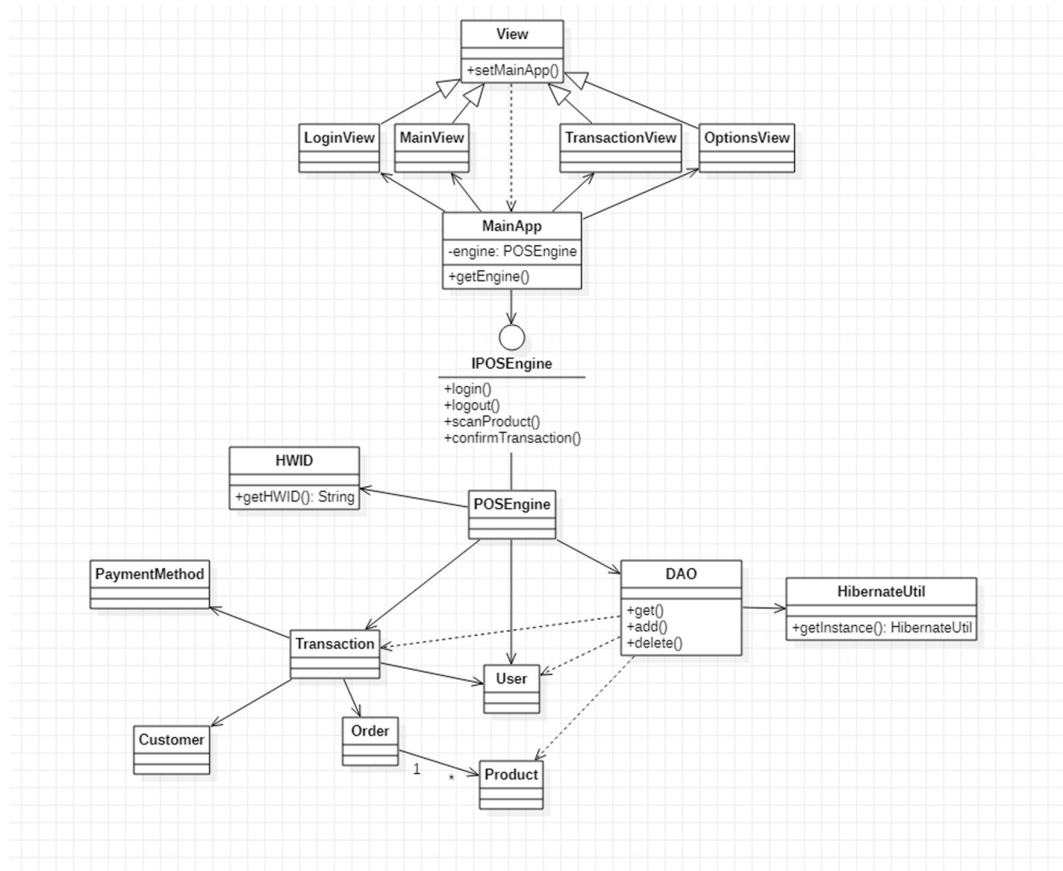 View
+setMainApp()
LoginView
MainView
TransactionView
OptionsView
MainApp
-engine: POSEngine
+getEngine()
IPOSEngine
+login()
+logout()
+scanProduct()
+confirmTransaction()
HWID
+getHWID(): String
POSEngine
PaymentMethod
DAO
+get()
+add()
+delete()
HibernateUtil
+getInstance(): HibernateUtil
Transaction
User
Customer
Order
1
*
Product